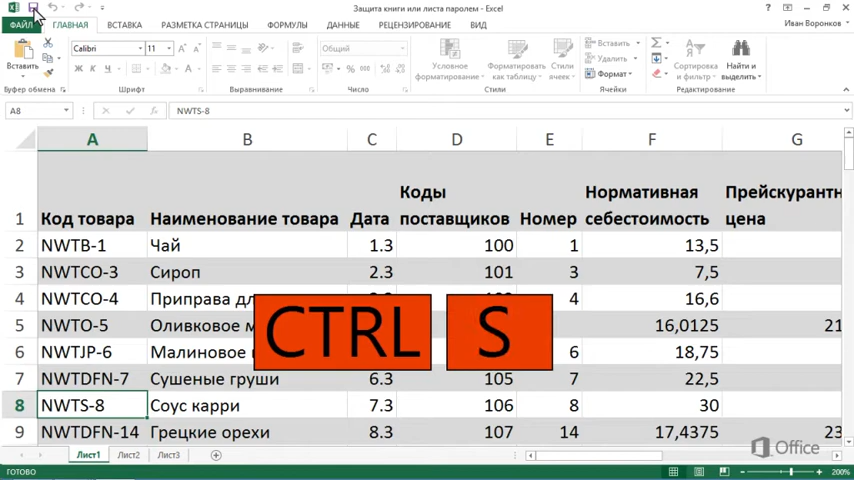 Защита книги или листа паролем - Excel
ФАЙЛ ГЛАВНАЯ ВСТАВКА РАЗМЕТКА СТРАНИЦЫ ФОРМУЛЫ ДАННЫЕ РЕЦЕНЗИРОВАНИЕ ВИД Иван Воронков
Вставить
Calibri 11
Ж К Ч
Общий
Условное форматирование
Форматировать как таблицу
Стили ячеек
Вставить
Удалить
Формат
Сортировка и фильтр
Найти и выделить
Буфер обмена Шрифт Выравнивание Число Стили Ячейки Редактирование
A8 NWTS-8
A B C D E F G
1 Код товара Наименование товара Дата Коды поставщиков Номер Нормативная себестоимость Прейскурантн цена
2 NWTB-1 Чай 1.3 100 1 13,5
3 NWTCO-3 Сироп 2.3 101 3 7,5
4 NWTCO-4 Приправа дл 4 16,6
5 NWTO-5 Оливковое м 16,0125 21
6 NWTJP-6 Малиновое 6 18,75
7 NWTDFN-7 Сушеные груши 6.3 105 7 22,5
8 NWTS-8 Соус карри 7.3 106 8 30
9 NWTDFN-14 Грецкие орехи 8.3 107 14 17,4375 23
CTRL S
Office
Лист1 Лист2 Лист3
ГОТОВО 200%